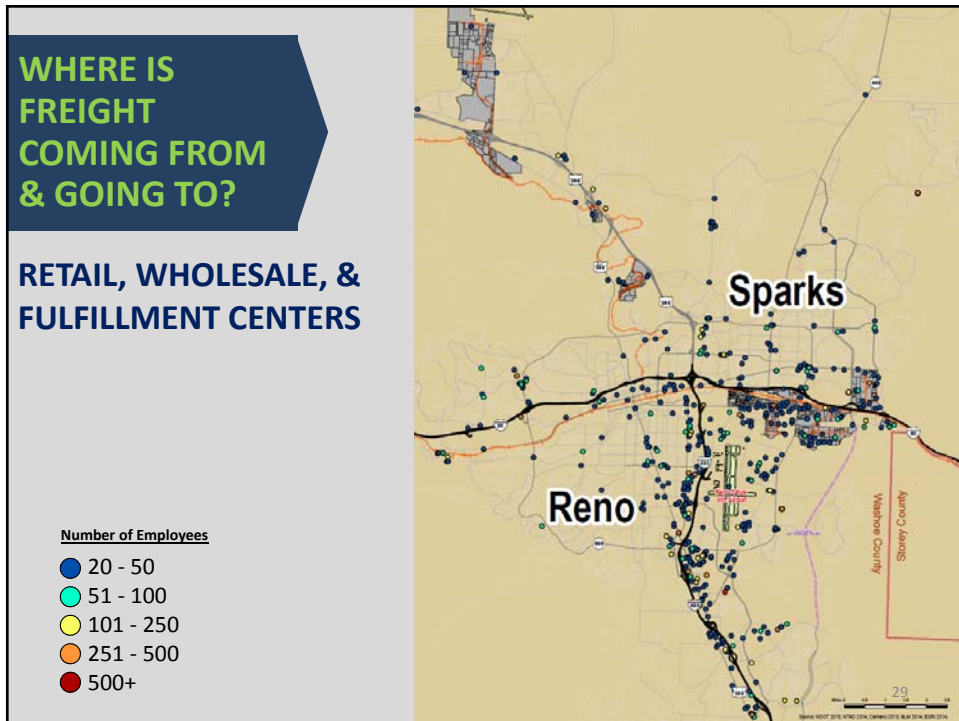 WHERE IS
FREIGHT
COMING FROM
& GOING TO?
RETAIL, WHOLESALE, &
FULFILLMENT CENTERS
Sparks
Reno
Washoe County
Storey County
Number of Employees
20 - 50
51 - 100
101 - 250
251 - 500
500+
29